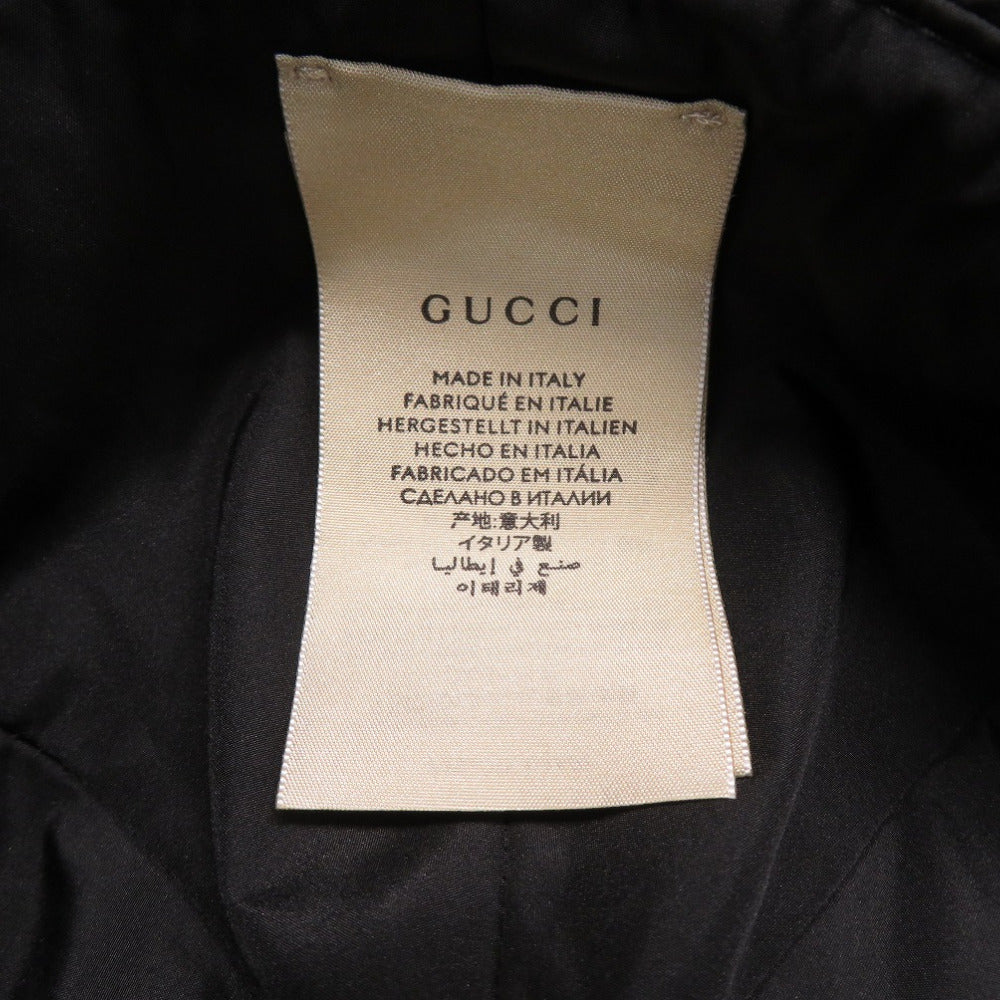 GUCCI
MADE IN ITALY
FABRIQUÉ EN ITALIE
HERGESTELLT IN ITALIEN
HECHO EN ITALIA
FABRICADO EM ITÁLIA
СДЕЛАНО В ИТАЛИИ
产地:意大利
イタリア製
صنع في إيطاليا
이태리제